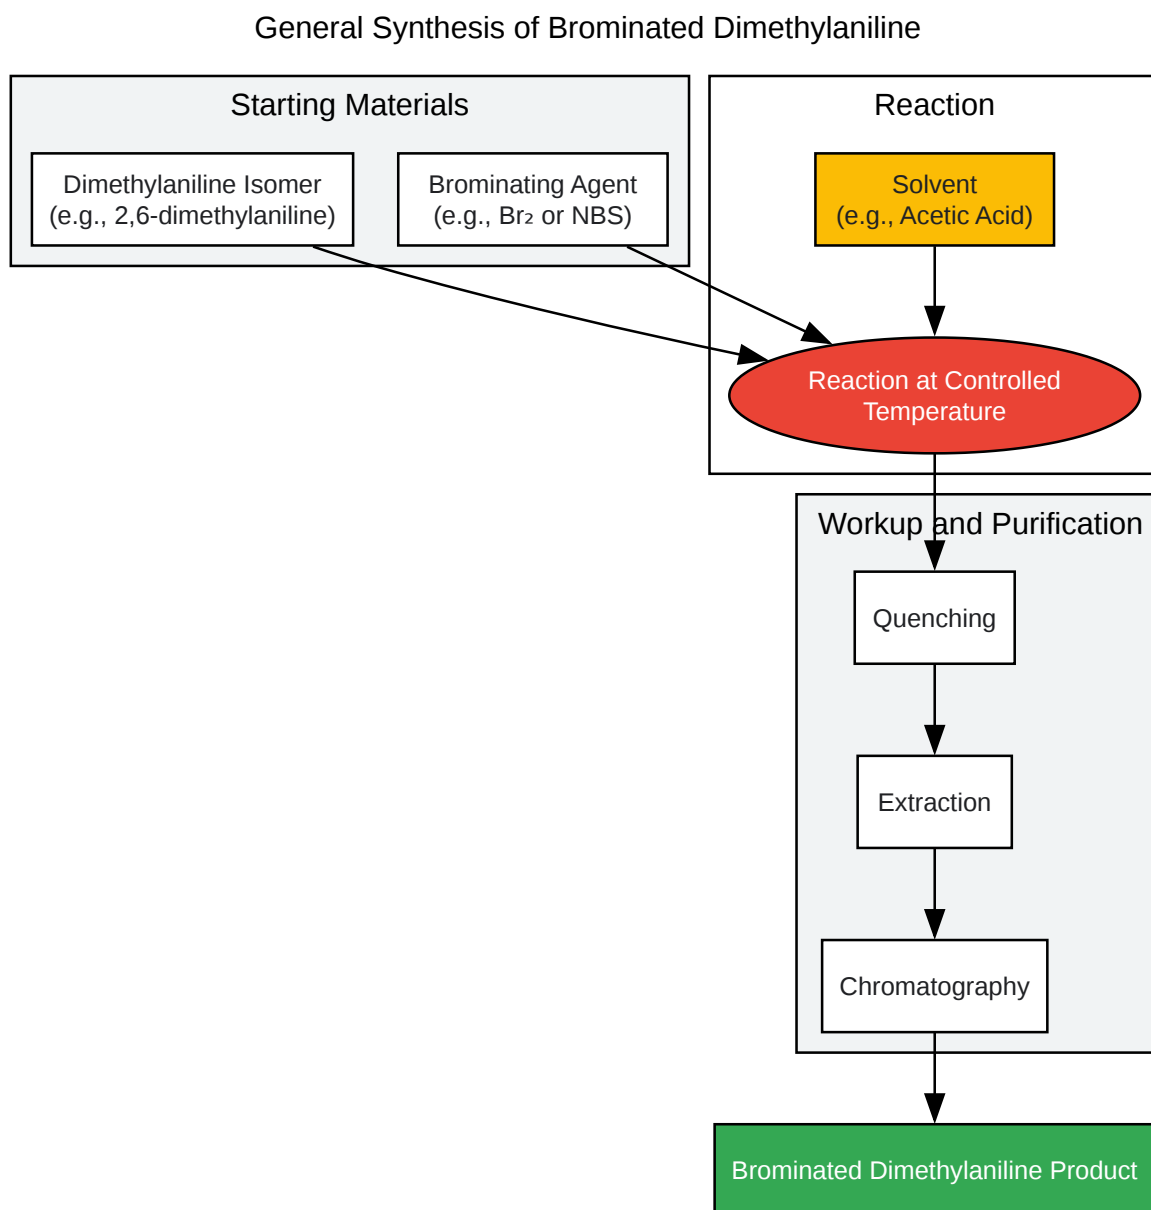 General Synthesis of Brominated Dimethylaniline
Starting Materials
Dimethylaniline Isomer
(e.g., 2,6-dimethylaniline)
Brominating Agent
(e.g., Br₂ or NBS)
Reaction
Solvent
(e.g., Acetic Acid)
Reaction at Controlled
Temperature
Workup and Purification
Quenching
Extraction
Chromatography
Brominated Dimethylaniline Product